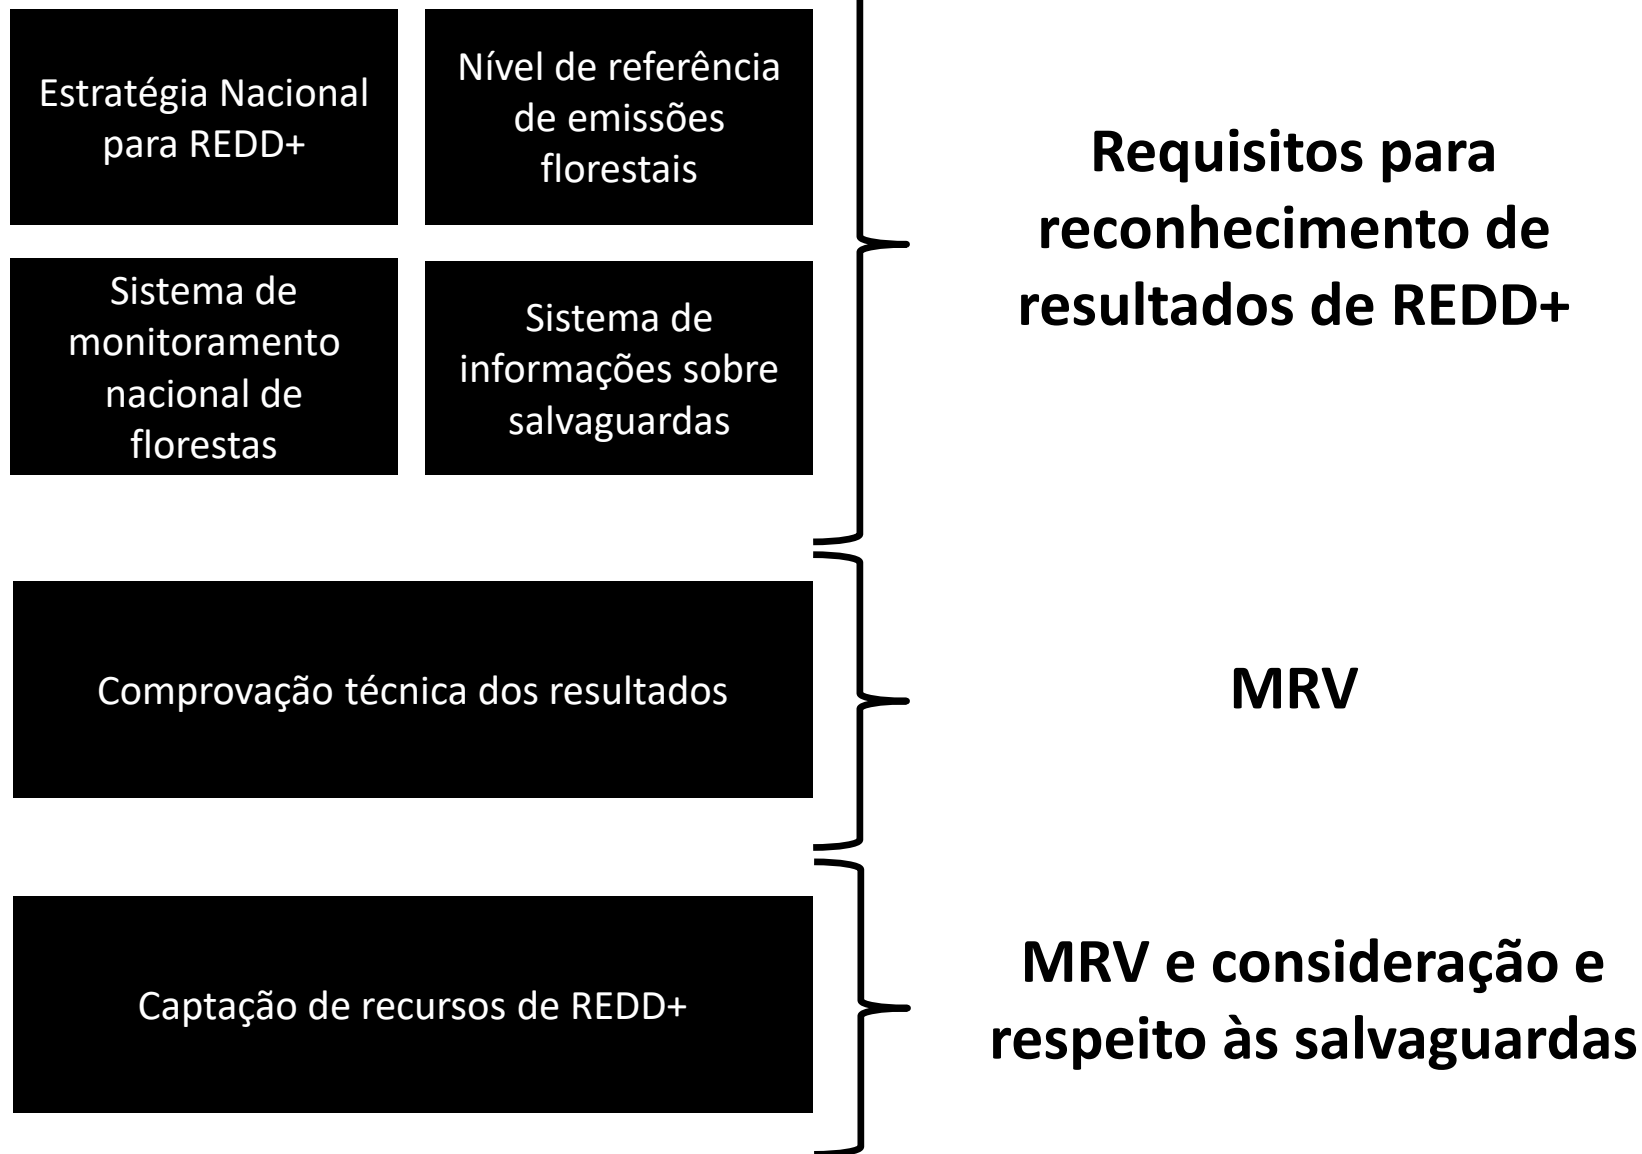 Estratégia Nacional
para REDD+
Nível de referência
de emissões
florestais
Sistema de
monitoramento
nacional de
florestas
Sistema de
informações sobre
salvaguardas
Requisitos para
reconhecimento de
resultados de REDD+
Comprovação técnica dos resultados
MRV
Captação de recursos de REDD+
MRV e consideração e
respeito às salvaguardas